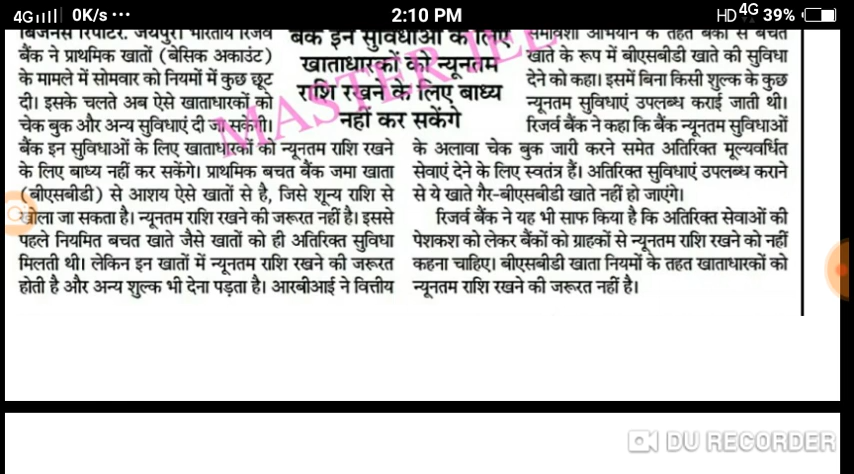 4G 0K/s 2:10 PM HD 4G 39%
बिजनेस रिपोर्टर. जयपुर। भारतीय रिजर्व
बैंक ने प्राथमिक खातों (बेसिक अकाउंट)
के मामले में सोमवार को नियमों में कुछ छूट
दी। इसके चलते अब ऐसे खाताधारकों को
चेक बुक और अन्य सुविधाएं दी जा सकेंगी।
बैंक इन सुविधाओं के लिए
खाताधारकों को न्यूनतम
राशि रखने के लिए बाध्य
नहीं कर सकेंगे
बैंक इन सुविधाओं के लिए खाताधारकों को न्यूनतम राशि रखने
के लिए बाध्य नहीं कर सकेंगे। प्राथमिक बचत बैंक जमा खाता
(बीएसबीडी) से आशय ऐसे खातों से है, जिसे शून्य राशि से
खोला जा सकता है। न्यूनतम राशि रखने की जरूरत नहीं है। इससे
पहले नियमित बचत खाते जैसे खातों को ही अतिरिक्त सुविधा
मिलती थी। लेकिन इन खातों में न्यूनतम राशि रखने की जरूरत
होती है और अन्य शुल्क भी देना पड़ता है। आरबीआई ने वित्तीय
समावेशी अभियान के तहत बैंकों से बचत
खाते के रूप में बीएसबीडी खाते की सुविधा
देने को कहा। इसमें बिना किसी शुल्क के कुछ
न्यूनतम सुविधाएं उपलब्ध कराई जाती थी।
रिजर्व बैंक ने कहा कि बैंक न्यूनतम सुविधाओं
के अलावा चेक बुक जारी करने समेत अतिरिक्त मूल्यवर्धित
सेवाएं देने के लिए स्वतंत्र हैं। अतिरिक्त सुविधाएं उपलब्ध कराने
से ये खाते गैर-बीएसबीडी खाते नहीं हो जाएंगे।
रिजर्व बैंक ने यह भी साफ किया है कि अतिरिक्त सेवाओं की
पेशकश को लेकर बैंकों को ग्राहकों से न्यूनतम राशि रखने को नहीं
कहना चाहिए। बीएसबीडी खाता नियमों के तहत खाताधारकों को
न्यूनतम राशि रखने की जरूरत नहीं है।
MASTER JEE
DU RECORDER